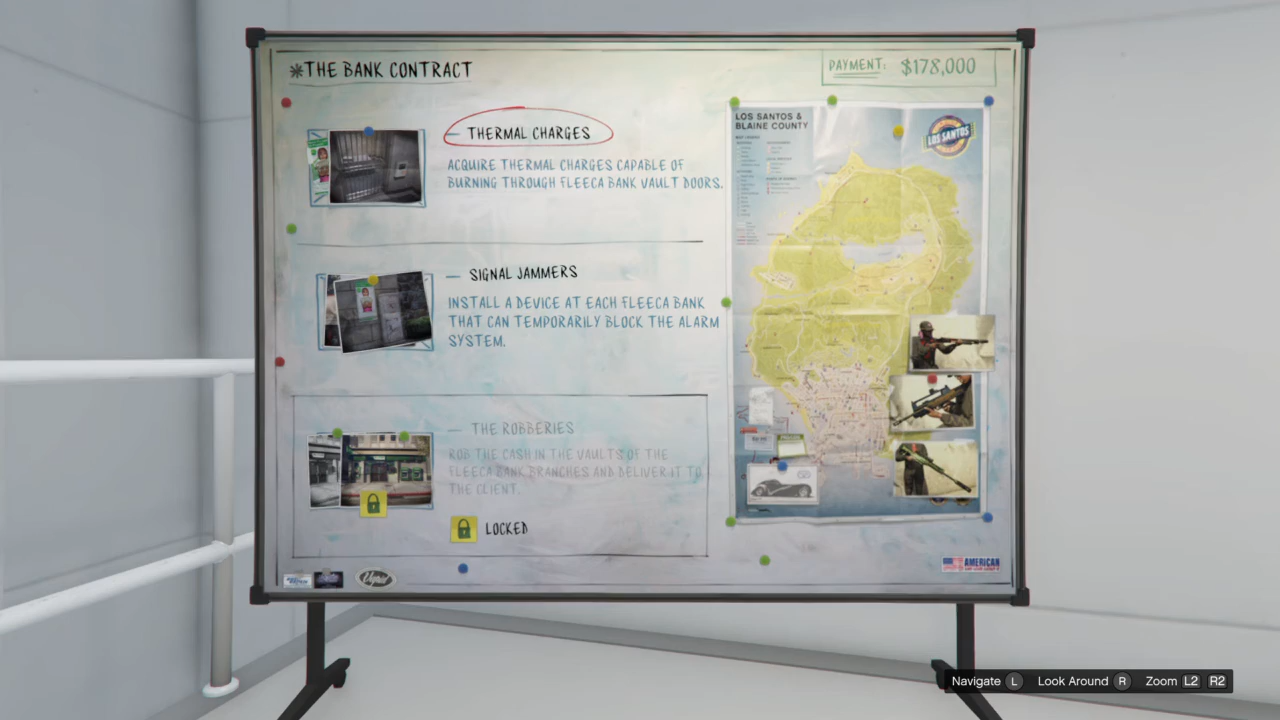 *THE BANK CONTRACT
PAYMENT: $178,000
— THERMAL CHARGES
ACQUIRE THERMAL CHARGES CAPABLE OF
BURNING THROUGH FLEECA BANK VAULT DOORS.
— SIGNAL JAMMERS
INSTALL A DEVICE AT EACH FLEECA BANK
THAT CAN TEMPORARILY BLOCK THE ALARM
SYSTEM.
— THE ROBBERIES
ROB THE CASH IN THE VAULTS OF THE
FLEECA BANK BRANCHES AND DELIVER IT TO
THE CLIENT.
LOCKED
LOS SANTOS &
BLAINE COUNTY
LOS SANTOS
Vapid
AMERICAN
Navigate L Look Around R Zoom L2 R2